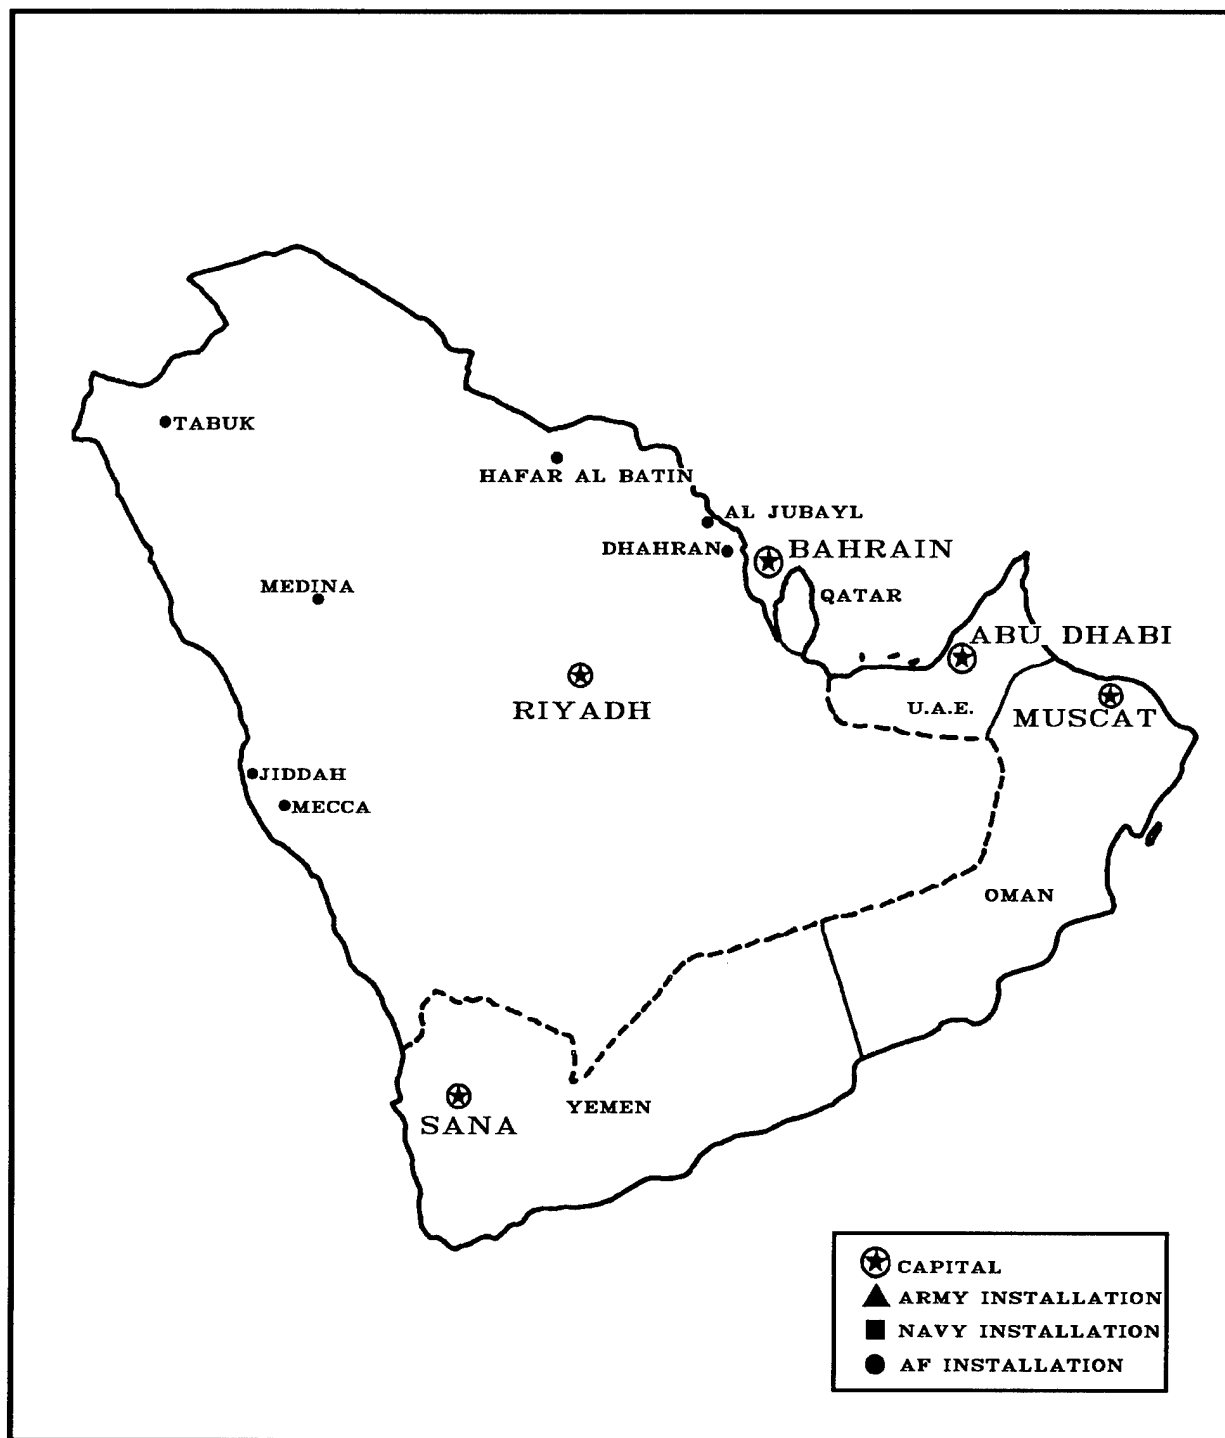 TABUK
HAFAR AL BATIN
AL JUBAYL
DHAHRAN
BAHRAIN
MEDINA
QATAR
ABU DHABI
RIYADH
U.A.E.
MUSCAT
JIDDAH
MECCA
OMAN
YEMEN
SANA
CAPITAL
ARMY INSTALLATION
NAVY INSTALLATION
AF INSTALLATION